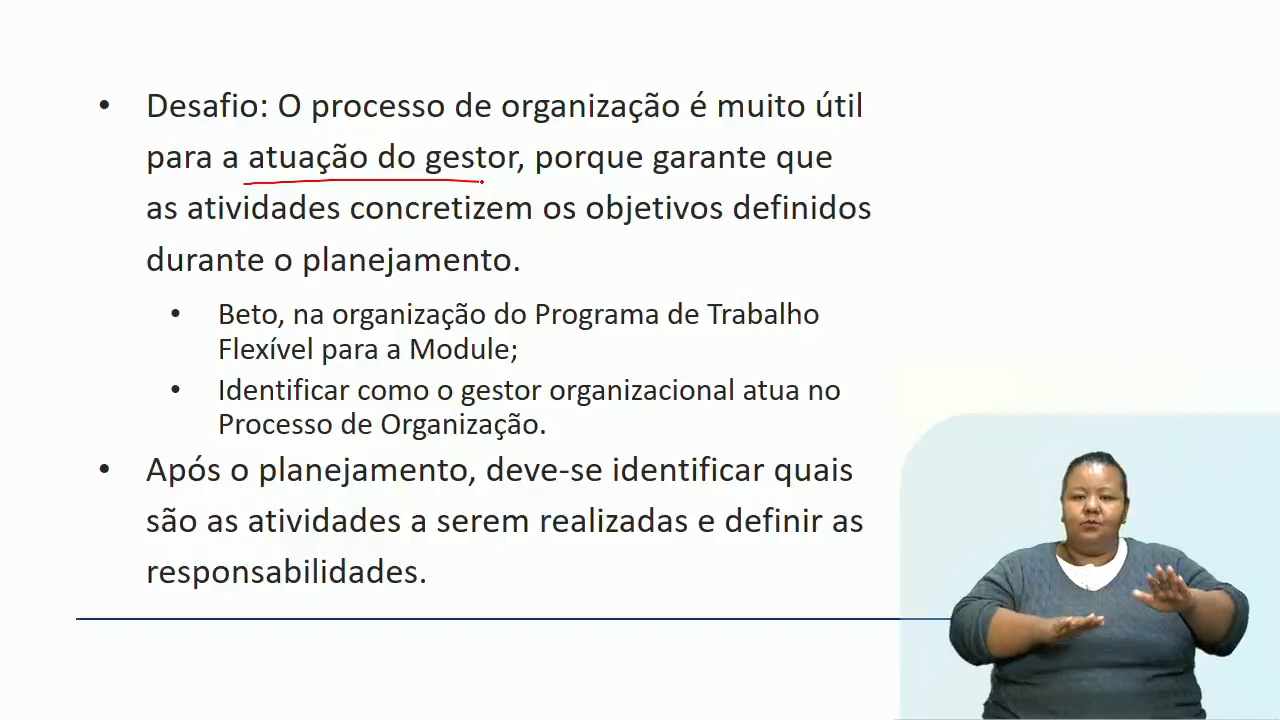 • Desafio: O processo de organização é muito útil
para a atuação do gestor, porque garante que
as atividades concretizem os objetivos definidos
durante o planejamento.
• Beto, na organização do Programa de Trabalho
Flexível para a Module;
• Identificar como o gestor organizacional atua no
Processo de Organização.
• Após o planejamento, deve-se identificar quais
são as atividades a serem realizadas e definir as
responsabilidades.